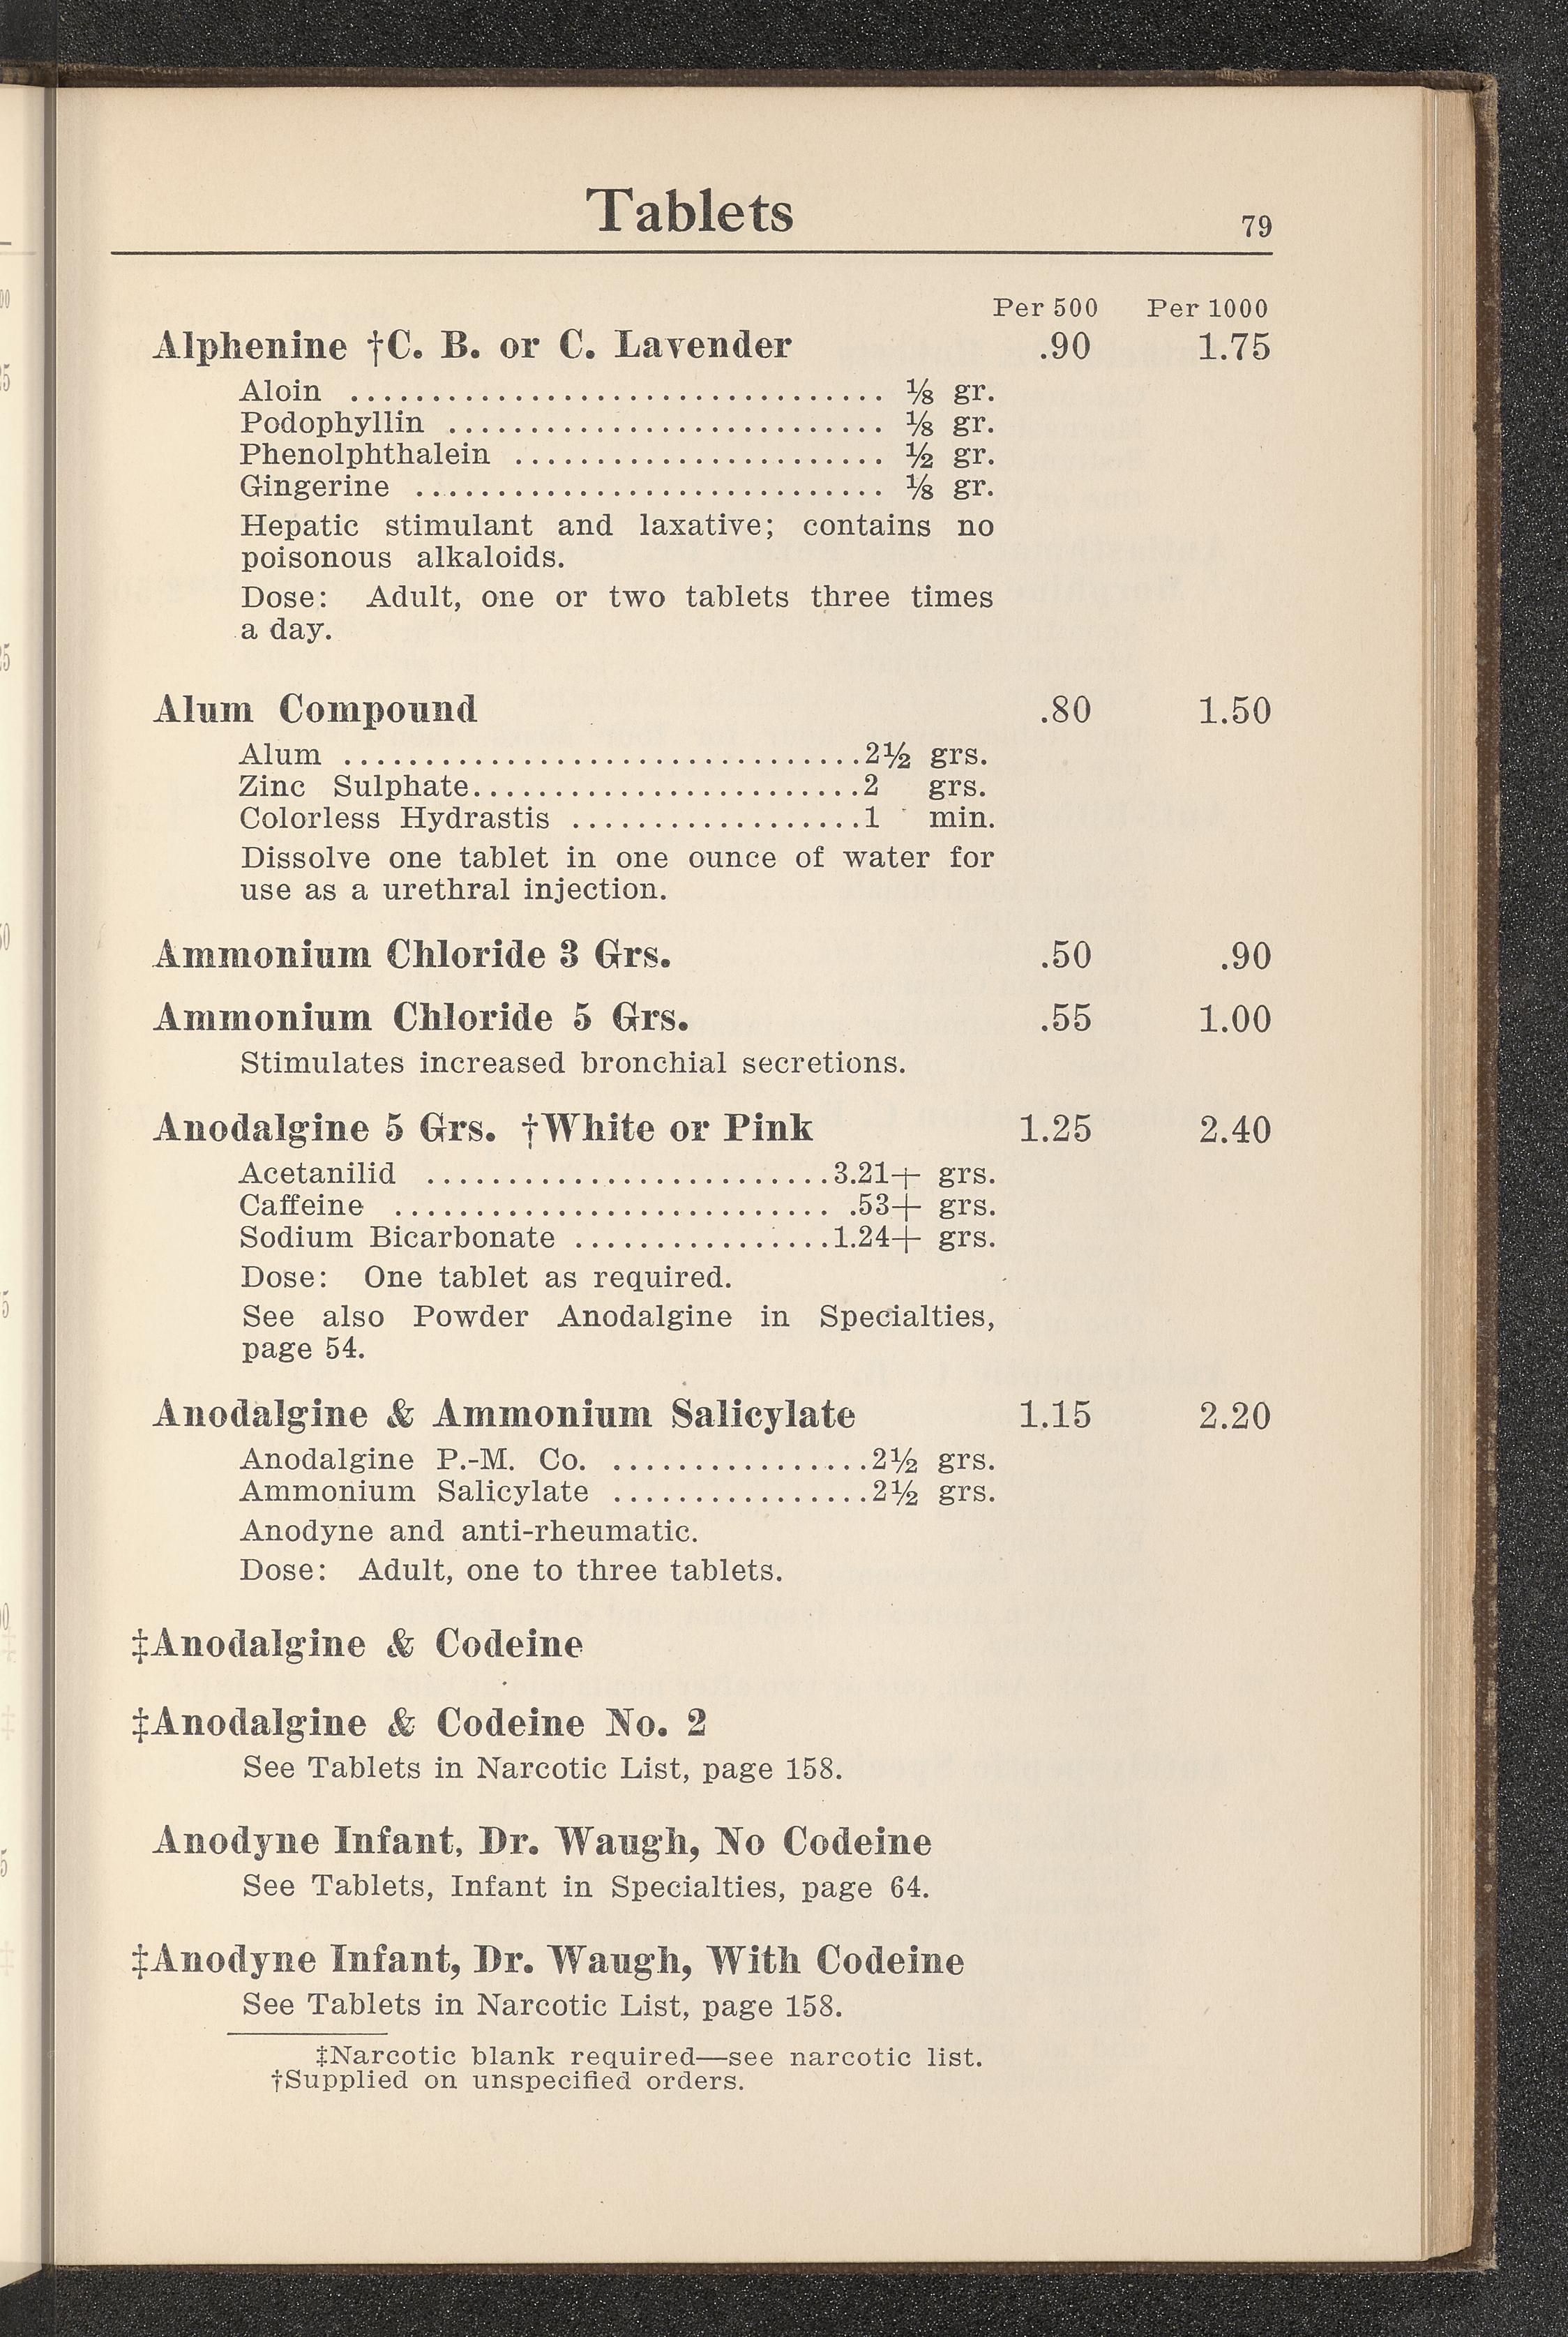 Tablets 79
Per 500 Per 1000
Alphenine †C. B. or C. Lavender .90 1.75
Aloin ................................. ⅛ gr.
Podophyllin ........................... ⅛ gr.
Phenolphthalein ....................... ½ gr.
Gingerine ............................. ⅛ gr.
Hepatic stimulant and laxative; contains no
poisonous alkaloids.
Dose: Adult, one or two tablets three times
a day.
Alum Compound .80 1.50
Alum ................................2½ grs.
Zinc Sulphate........................2 grs.
Colorless Hydrastis ..................1 min.
Dissolve one tablet in one ounce of water for
use as a urethral injection.
Ammonium Chloride 3 Grs. .50 .90
Ammonium Chloride 5 Grs. .55 1.00
Stimulates increased bronchial secretions.
Anodalgine 5 Grs. †White or Pink 1.25 2.40
Acetanilid .........................3.21+ grs.
Caffeine ........................... .53+ grs.
Sodium Bicarbonate ................1.24+ grs.
Dose: One tablet as required.
See also Powder Anodalgine in Specialties,
page 54.
Anodalgine & Ammonium Salicylate 1.15 2.20
Anodalgine P.-M. Co. ................2½ grs.
Ammonium Salicylate ................2½ grs.
Anodyne and anti-rheumatic.
Dose: Adult, one to three tablets.
‡Anodalgine & Codeine
‡Anodalgine & Codeine No. 2
See Tablets in Narcotic List, page 158.
Anodyne Infant, Dr. Waugh, No Codeine
See Tablets, Infant in Specialties, page 64.
‡Anodyne Infant, Dr. Waugh, With Codeine
See Tablets in Narcotic List, page 158.
‡Narcotic blank required—see narcotic list.
†Supplied on unspecified orders.